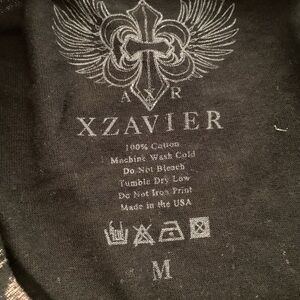 A X R
XZAVIER
100% Cotton
Machine Wash Cold
Do Not Bleach
Tumble Dry Low
Do Not Iron Print
Made in the USA
M